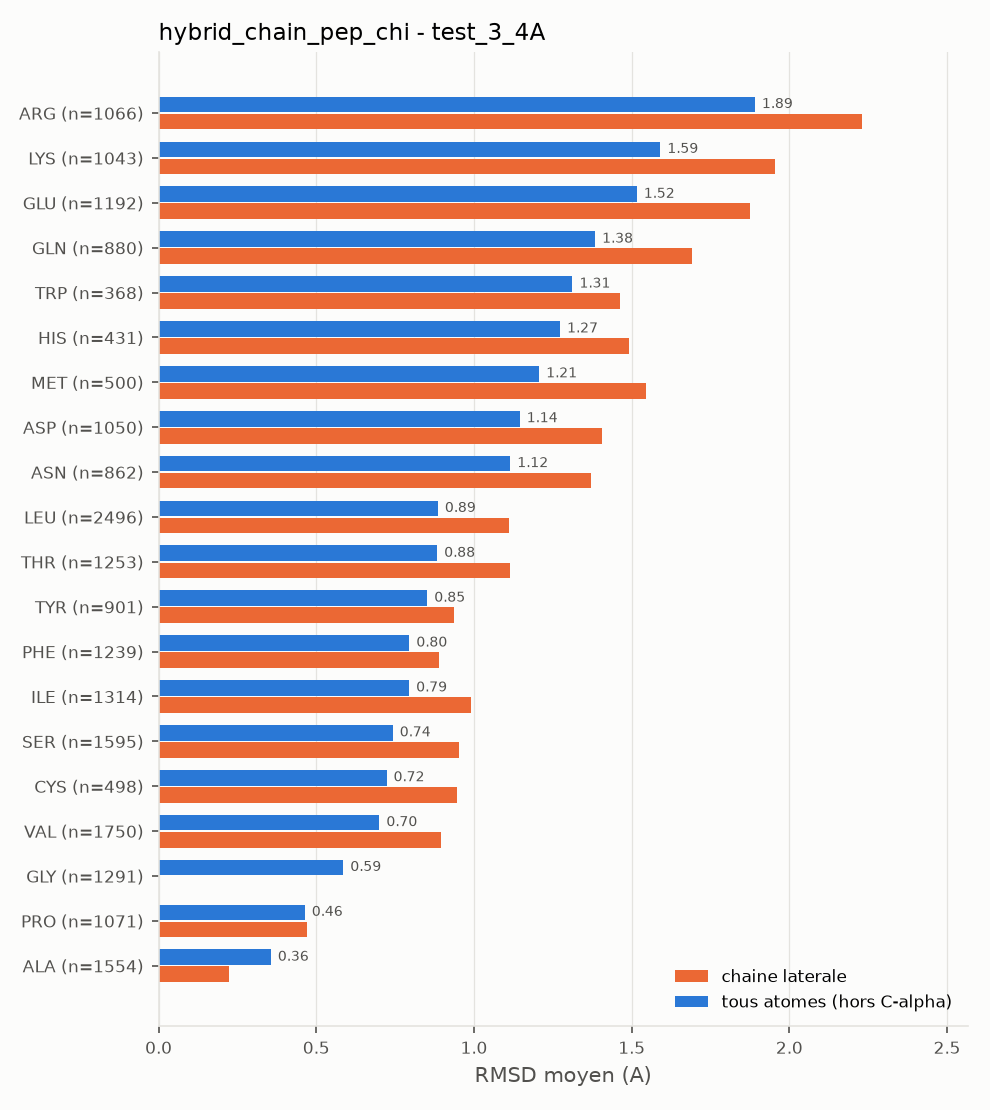 hybrid_chain_pep_chi - test_3_4A
ARG (n=1066) 1.89
LYS (n=1043) 1.59
GLU (n=1192) 1.52
GLN (n=880) 1.38
TRP (n=368) 1.31
HIS (n=431) 1.27
MET (n=500) 1.21
ASP (n=1050) 1.14
ASN (n=862) 1.12
LEU (n=2496) 0.89
THR (n=1253) 0.88
TYR (n=901) 0.85
PHE (n=1239) 0.80
ILE (n=1314) 0.79
SER (n=1595) 0.74
CYS (n=498) 0.72
VAL (n=1750) 0.70
GLY (n=1291) 0.59
PRO (n=1071) 0.46
ALA (n=1554) 0.36
chaine laterale
tous atomes (hors C-alpha)
0.0 0.5 1.0 1.5 2.0 2.5
RMSD moyen (A)